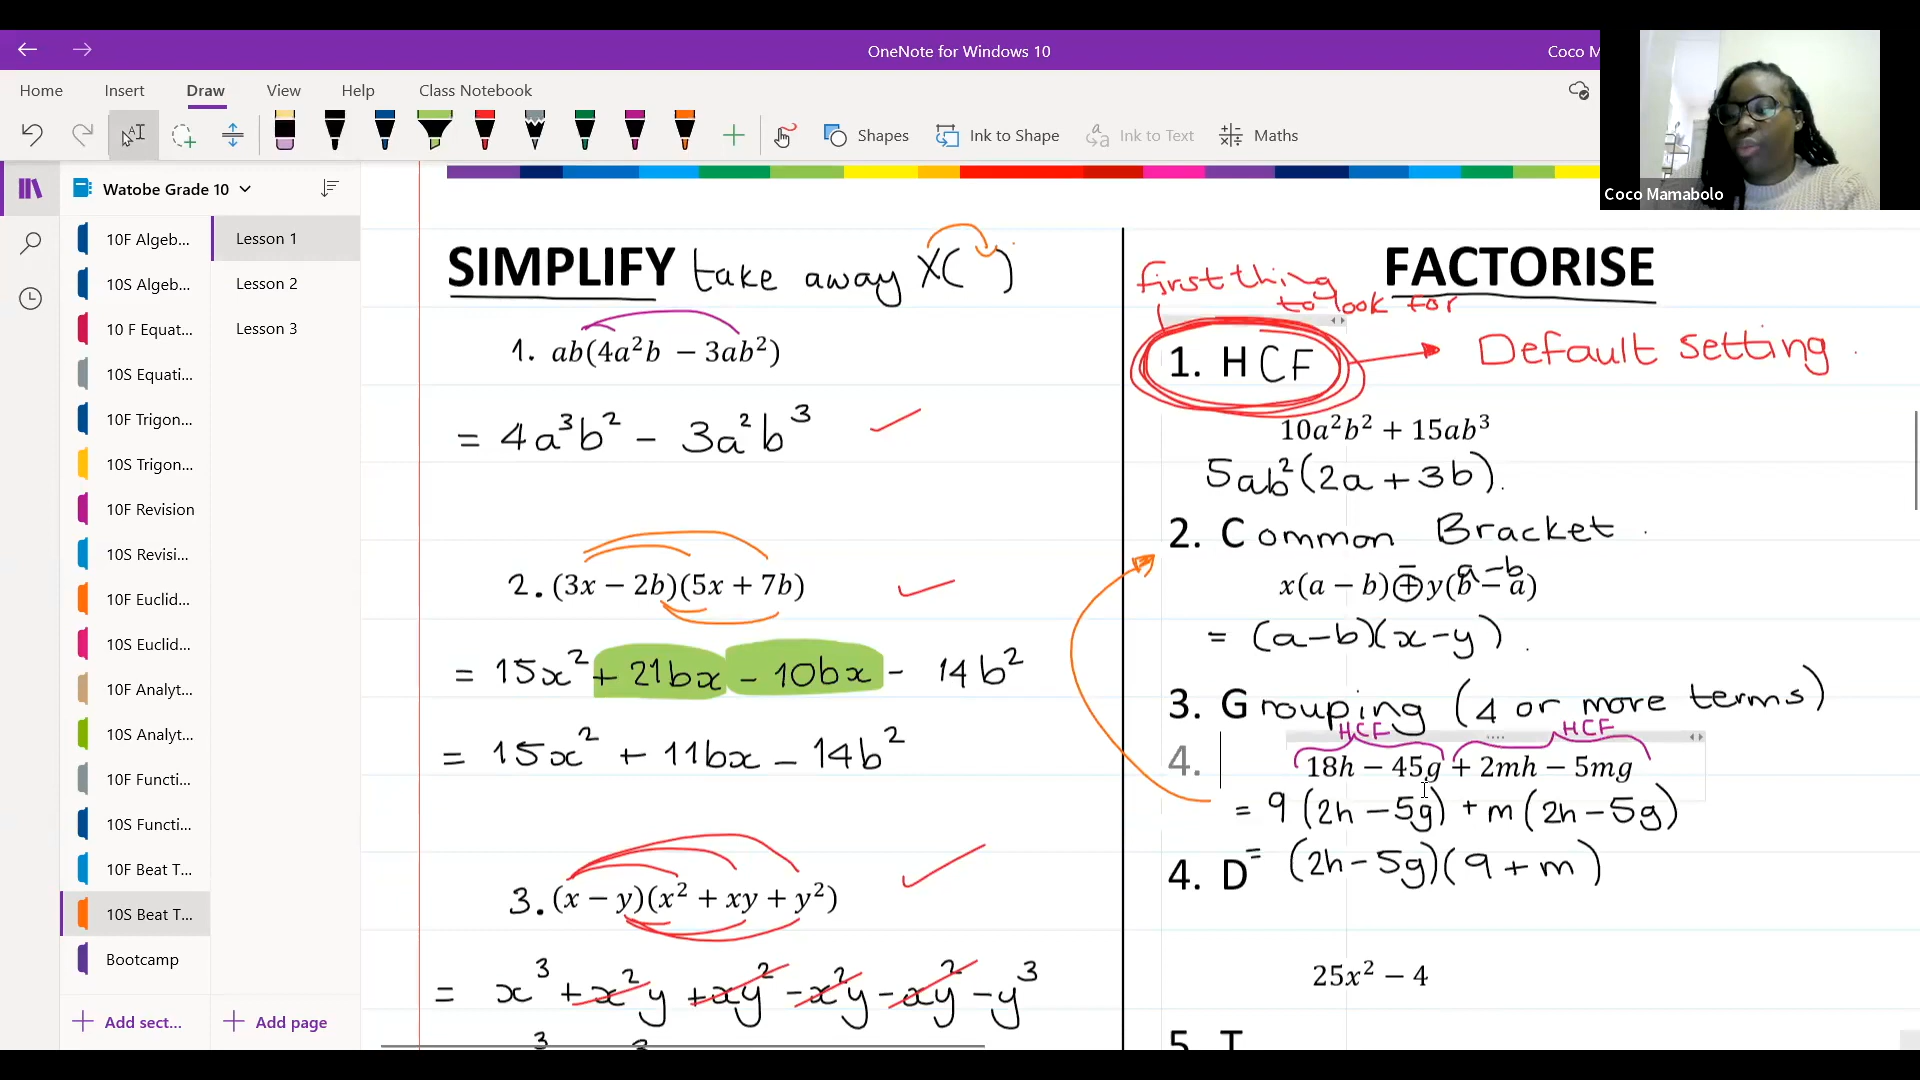 OneNote for Windows 10
Coco M
Home Insert Draw View Help Class Notebook
Shapes Ink to Shape Ink to Text Maths
Coco Mamabolo
Watobe Grade 10
10F Algeb...
10S Algeb...
10 F Equat...
10S Equati...
10F Trigon...
10S Trigon...
10F Revision
10S Revisi...
10F Euclid...
10S Euclid...
10F Analyt...
10S Analyt...
10F Functi...
10S Functi...
10F Beat T...
10S Beat T...
Bootcamp
Add sect...
Lesson 1
Lesson 2
Lesson 3
Add page
SIMPLIFY take away X( )
1. ab(4a²b − 3ab²)
= 4a³b² − 3a²b³
2. (3x − 2b)(5x + 7b)
= 15x² + 21bx − 10bx − 14b²
= 15x² + 11bx − 14b²
3. (x − y)(x² + xy + y²)
= x³ + x²y + xy² − x²y − xy² − y³
FACTORISE
first thing
to look for
1. HCF → Default setting.
10a²b² + 15ab³
5ab²(2a + 3b).
2. Common Bracket.
a − b
x(a − b) + y(b − a)
= (a − b)(x − y).
3. Grouping (4 or more terms)
HCF HCF
4. 18h − 45g + 2mh − 5mg
= 9(2h − 5g) + m(2h − 5g)
4. D = (2h − 5g)(9 + m)
25x² − 4